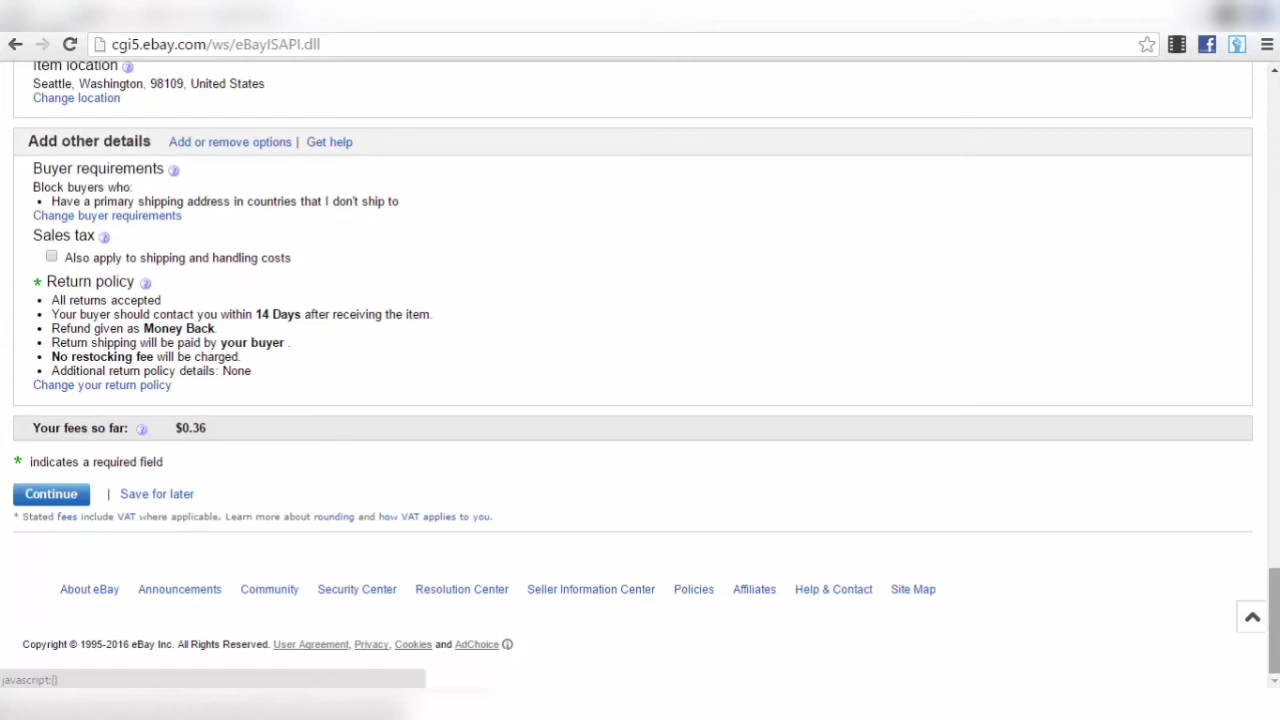 cgi5.ebay.com/ws/eBayISAPI.dll
Item location
Seattle, Washington, 98109, United States
Change location
Add other details Add or remove options | Get help
Buyer requirements
Block buyers who:
• Have a primary shipping address in countries that I don't ship to
Change buyer requirements
Sales tax
Also apply to shipping and handling costs
* Return policy
• All returns accepted
• Your buyer should contact you within 14 Days after receiving the item.
• Refund given as Money Back.
• Return shipping will be paid by your buyer .
• No restocking fee will be charged.
• Additional return policy details: None
Change your return policy
Your fees so far: $0.36
* indicates a required field
Continue | Save for later
* Stated fees include VAT where applicable. Learn more about rounding and how VAT applies to you.
About eBay Announcements Community Security Center Resolution Center Seller Information Center Policies Affiliates Help & Contact Site Map
Copyright © 1995-2016 eBay Inc. All Rights Reserved. User Agreement, Privacy, Cookies and AdChoice
javascript:{}